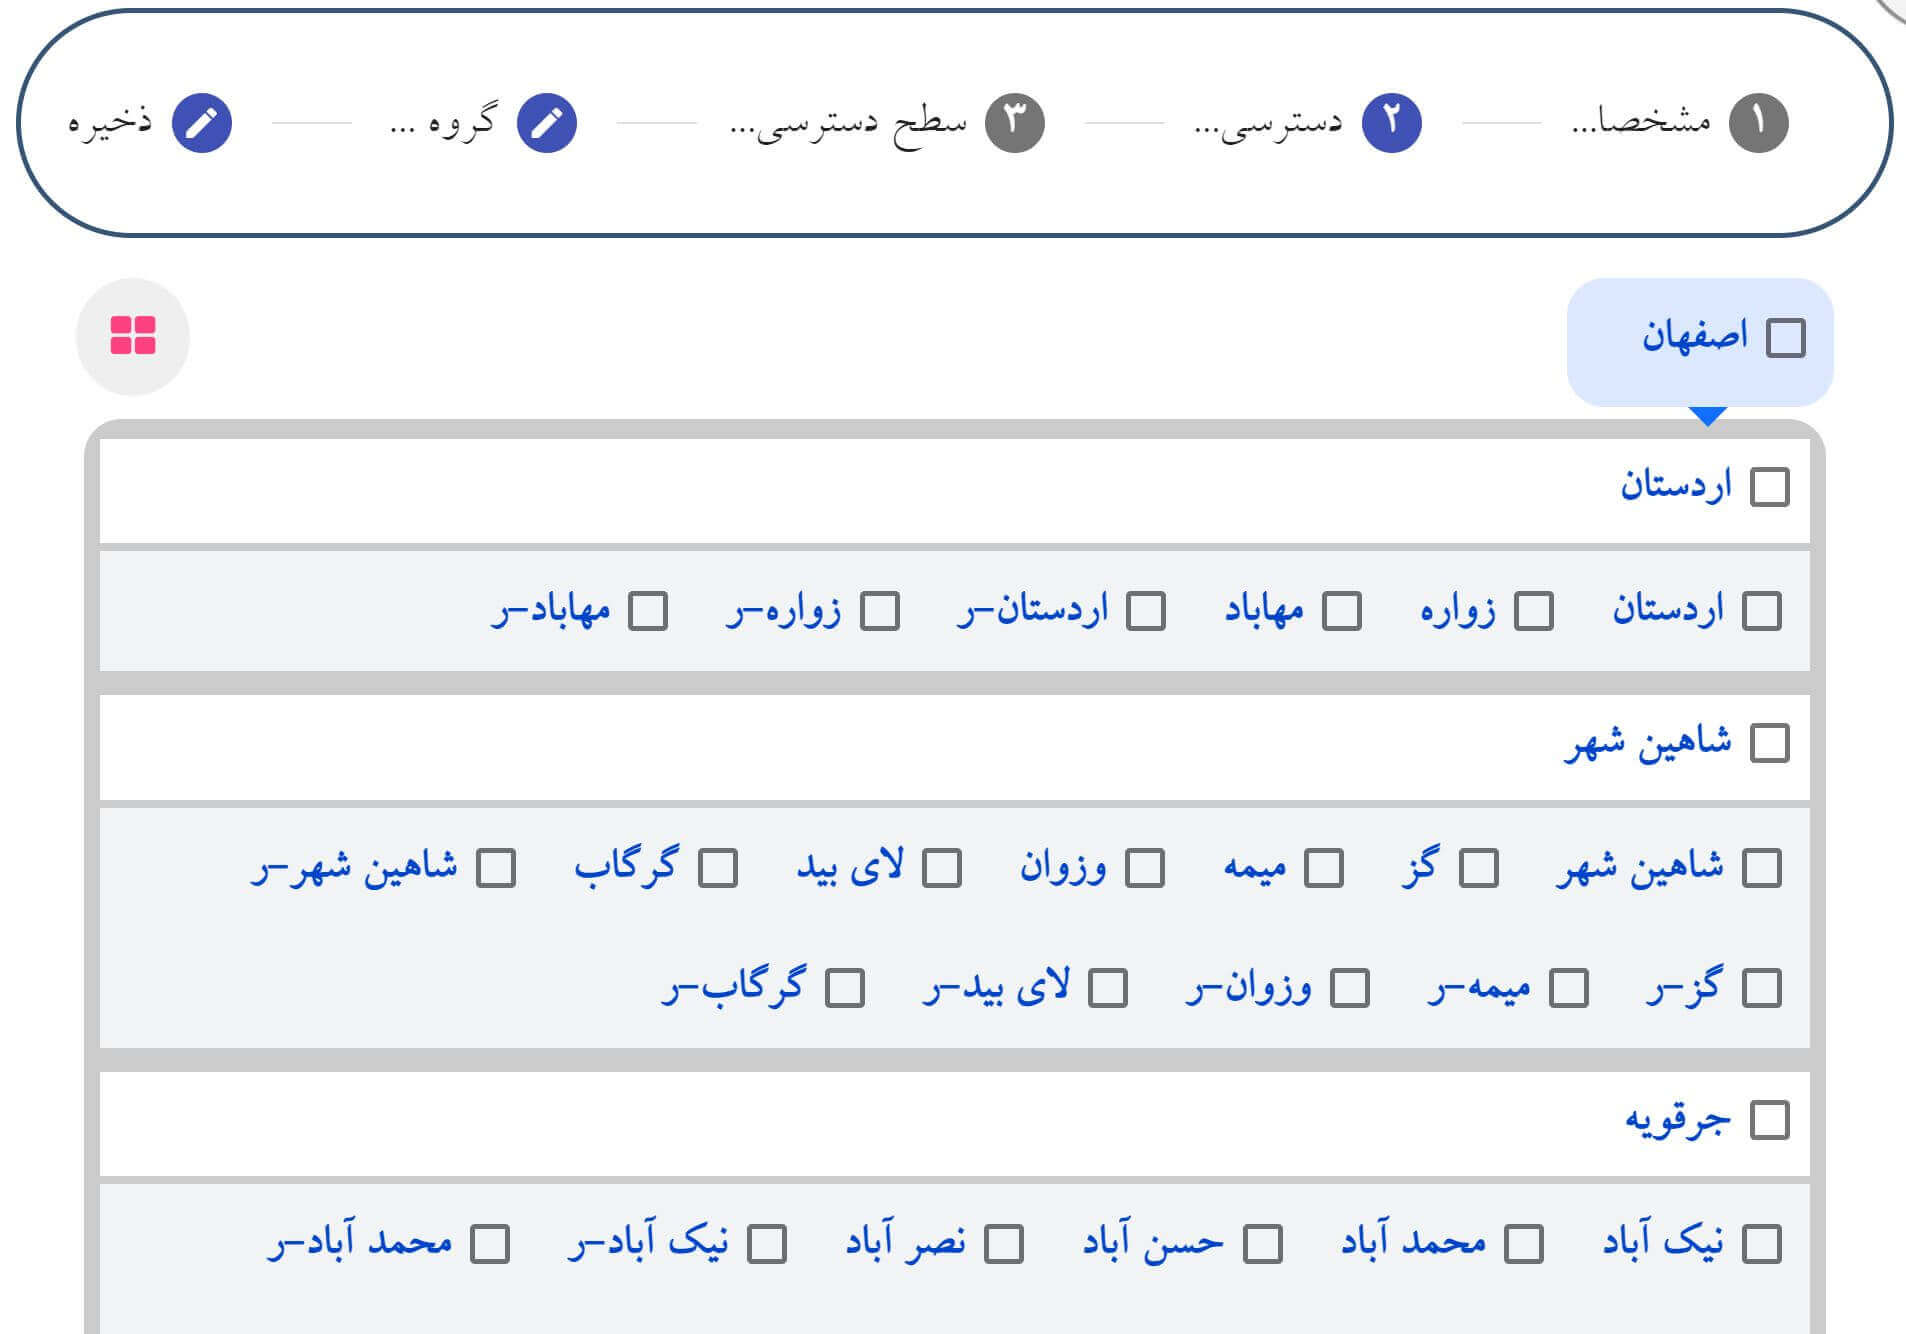 ۱ مشخصا... ۲ دسترسی... ۳ سطح دسترسی... گروه ... ذخیره
اصفهان
اردستان
اردستان زواره مهاباد اردستان-ر زواره-ر مهاباد-ر
شاهین شهر
شاهین شهر گز میمه وزوان لای بید گرگاب شاهین شهر-ر
گز-ر میمه-ر وزوان-ر لای بید-ر گرگاب-ر
جرقویه
نیک آباد محمد آباد حسن آباد نصر آباد نیک آباد-ر محمد آباد-ر